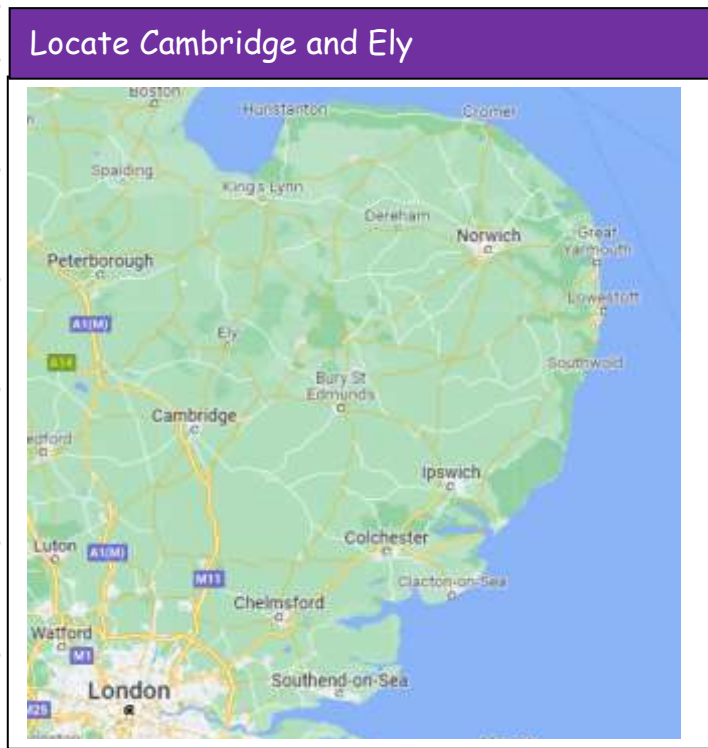 Locate Cambridge and Ely
Boston
Hunstanton
Cromer
Spalding
King's Lynn
Dereham
Norwich
Great
Yarmouth
Peterborough
Lowestoft
A1(M)
Ely
A14
Southwold
Bury St
Edmunds
Cambridge
edford
Ipswich
Colchester
Luton
A1(M)
M11
Clacton-on-Sea
Chelmsford
Watford
M1
London
Southend-on-Sea
M25